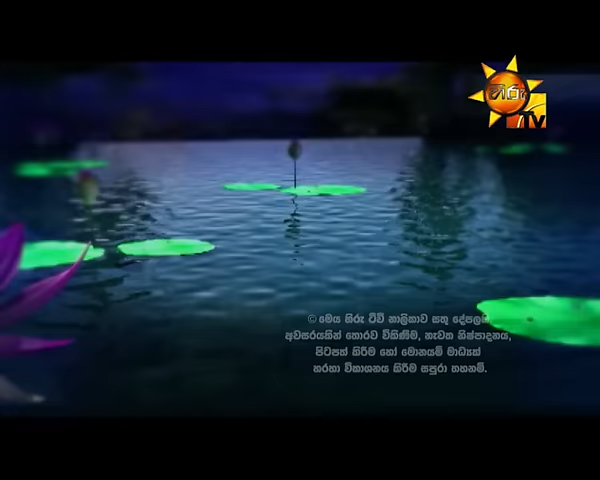 හිරු
TV
© මෙය හිරු ටීවී නාලිකාව සතු දේපලකි
අවසරයකින් තොරව විකිණීම, නැවත නිෂ්පාදනය,
පිටපත් කිරීම හෝ මොනයම් මාධ්‍යක්
හරහා විකාශනය කිරීම සපුරා තහනම්.